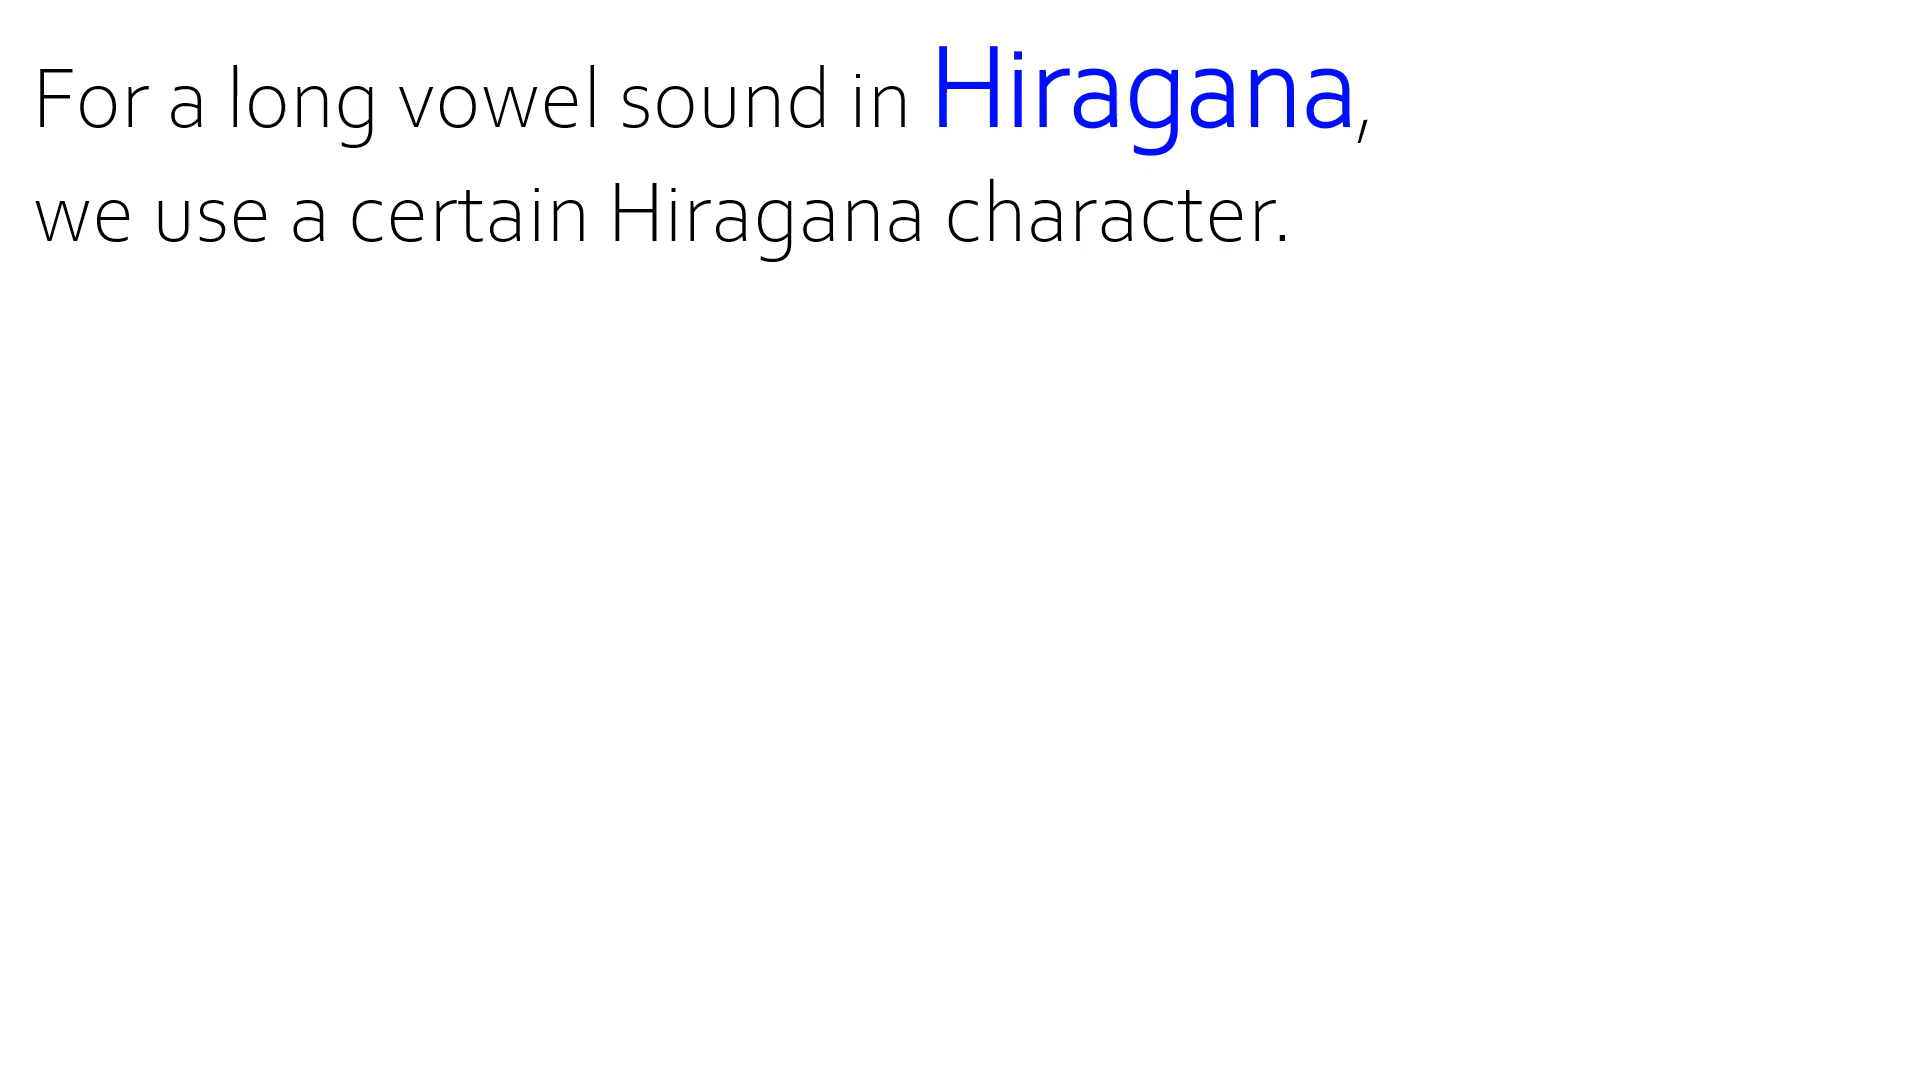 For a long vowel sound in Hiragana,
we use a certain Hiragana character.